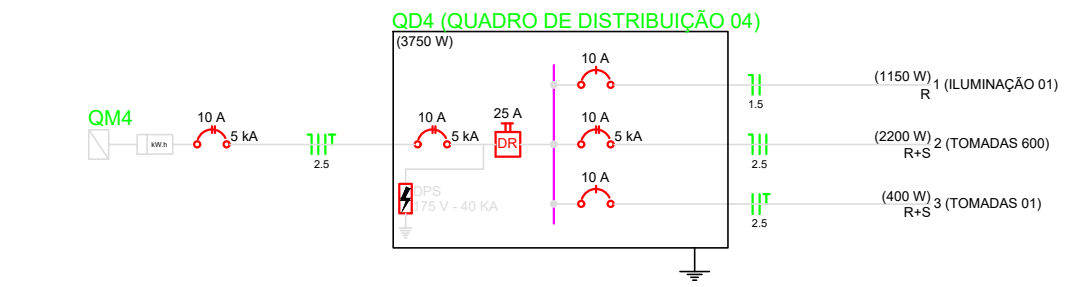 QD4 (QUADRO DE DISTRIBUIÇÃO 04)
(3750 W)
QM4
kW.h
10 A
5 kA
2.5
10 A
5 kA
25 A
DR
DPS
175 V - 40 KA
10 A
1.5
(1150 W)
R
1 (ILUMINAÇÃO 01)
10 A
5 kA
2.5
(2200 W)
R+S
2 (TOMADAS 600)
10 A
2.5
(400 W)
R+S
3 (TOMADAS 01)